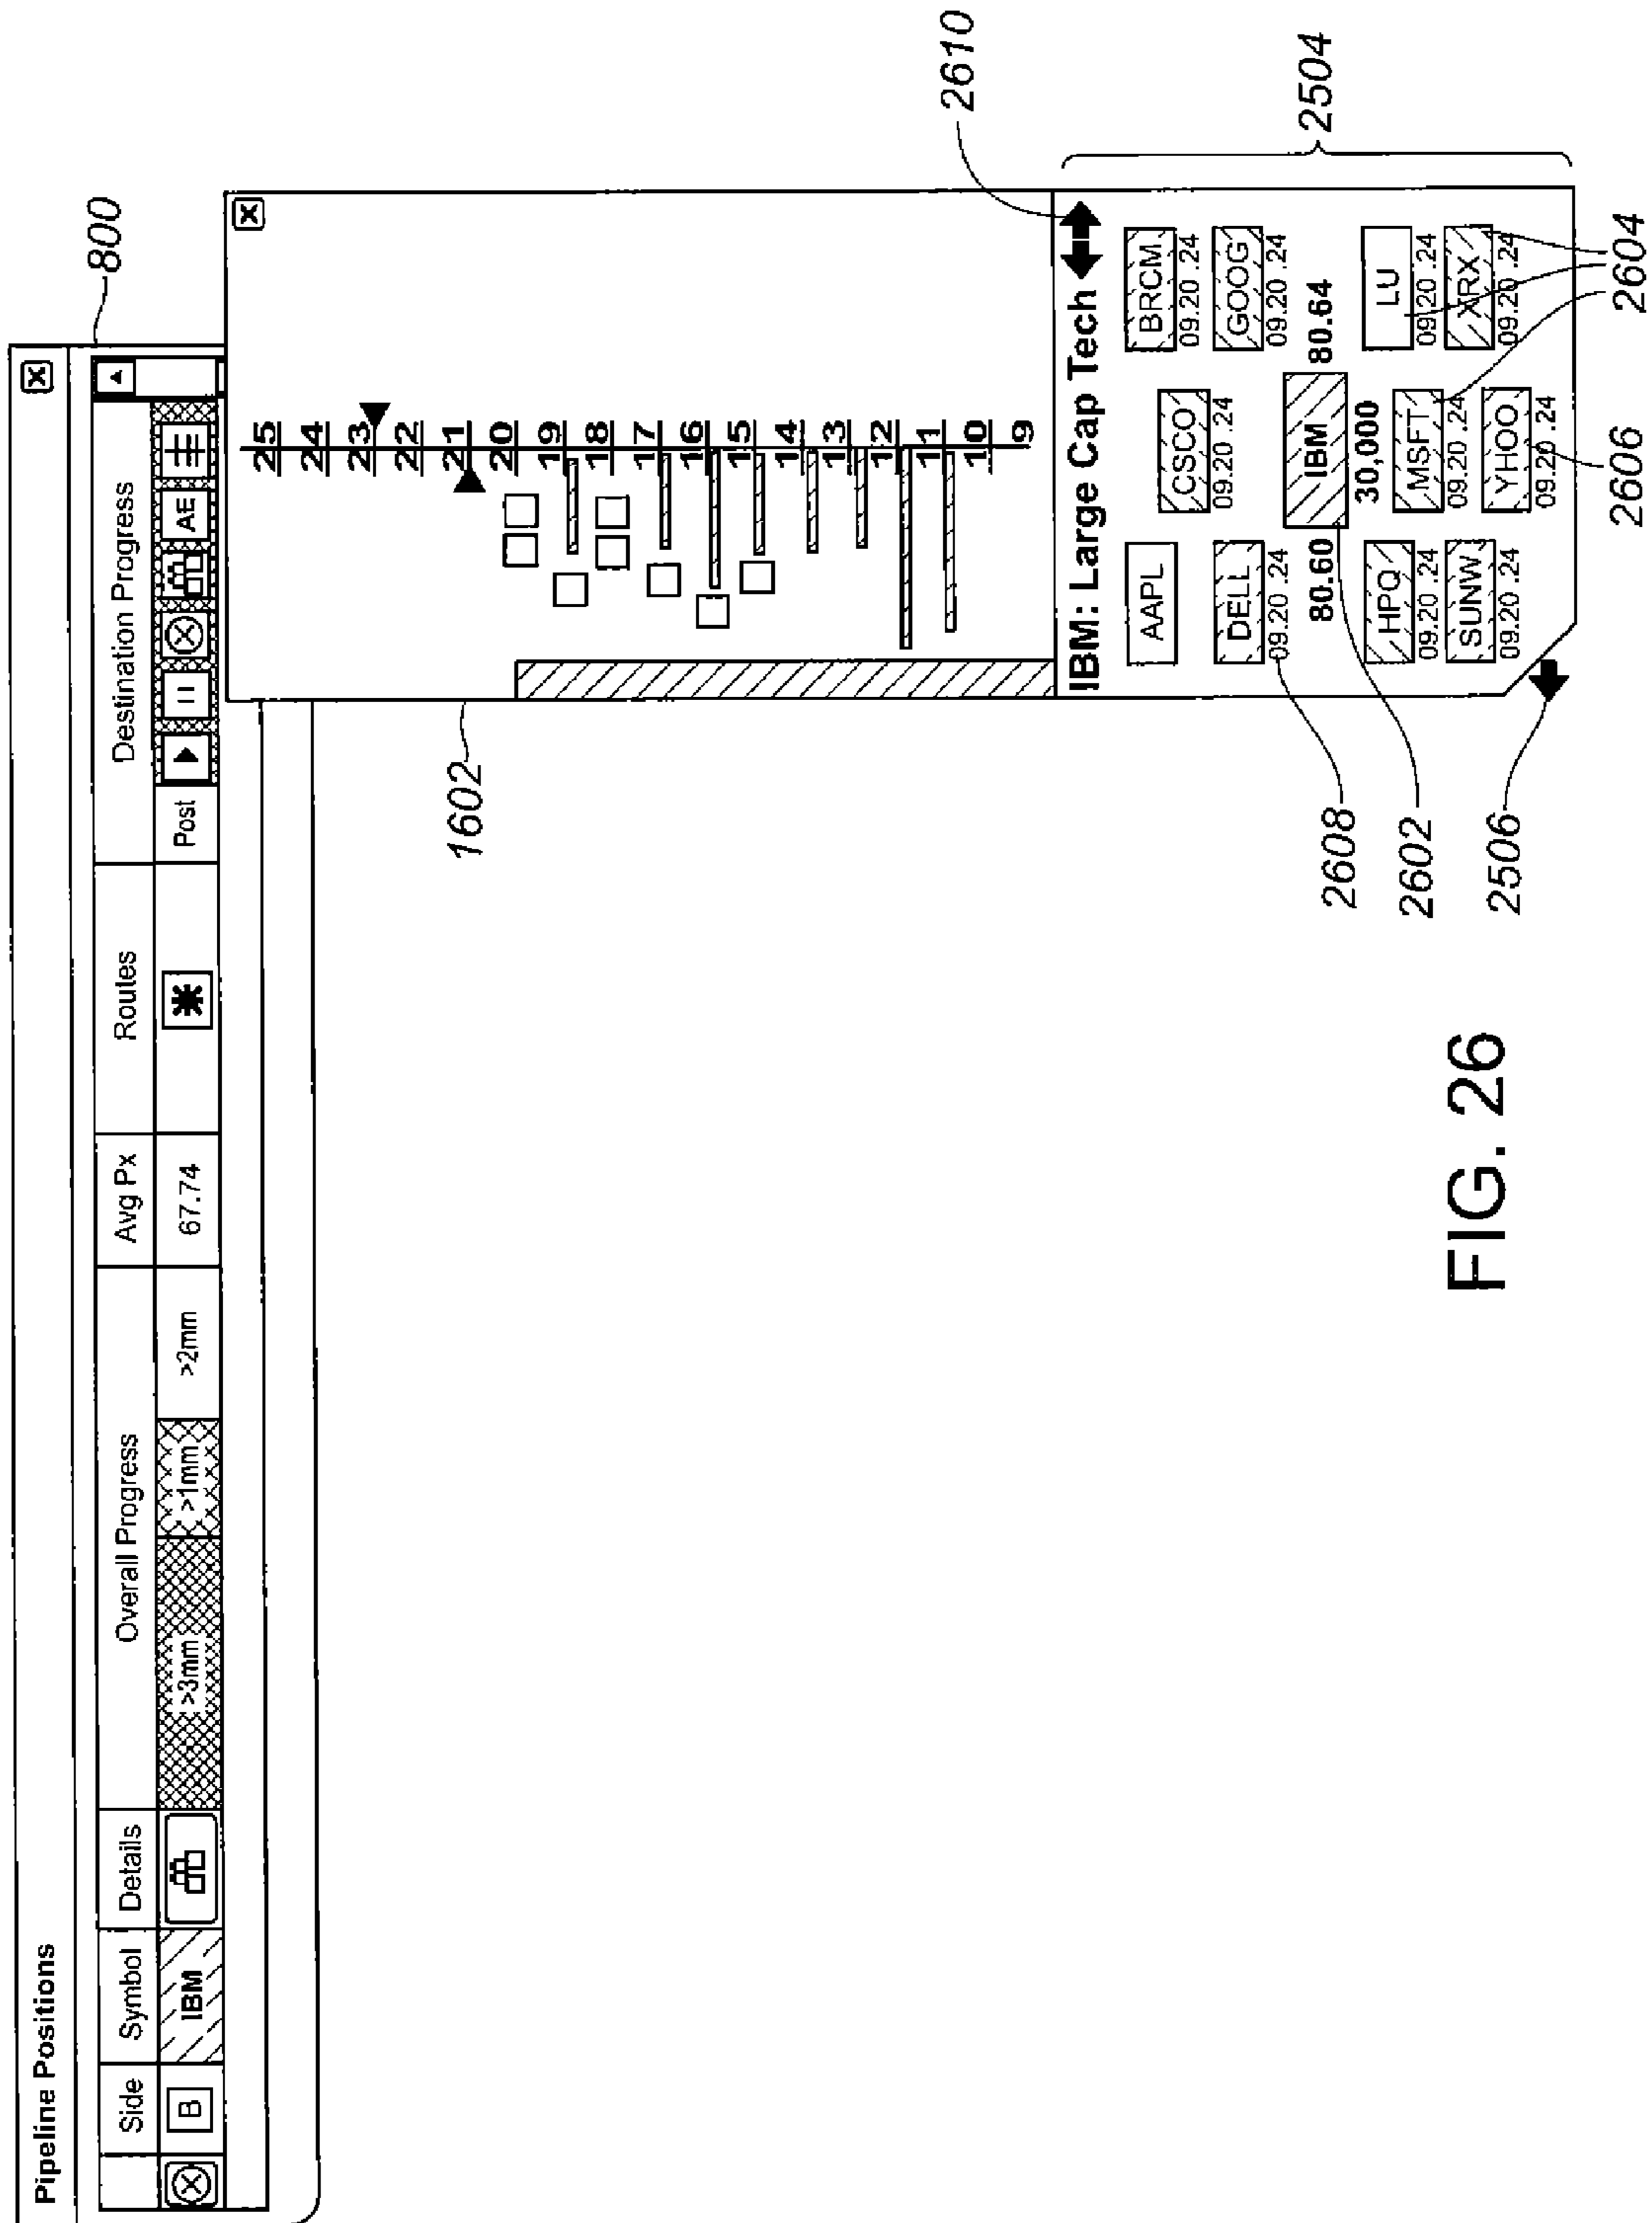 Pipeline Positions
Side Symbol Details Overall Progress Avg Px Routes Destination Progress
B IBM >3mm >1mm >2mm 67.74 Post II AE
800
1602
25
24
23
22
21
20
19
18
17
16
15
14
13
12
11
10
9
2610
IBM: Large Cap Tech
AAPL CSCO BRCM
09.20 .24 09.20 .24
DELL GOOG
09.20 .24 09.20 .24
80.60 IBM 80.64
30,000
HPQ MSFT LU
09.20 .24 09.20 .24 09.20 .24
SUNW YHOO XRX
09.20 .24 09.20 .24 09.20 .24
2504
2608
2602
2506
2606
2604
FIG. 26